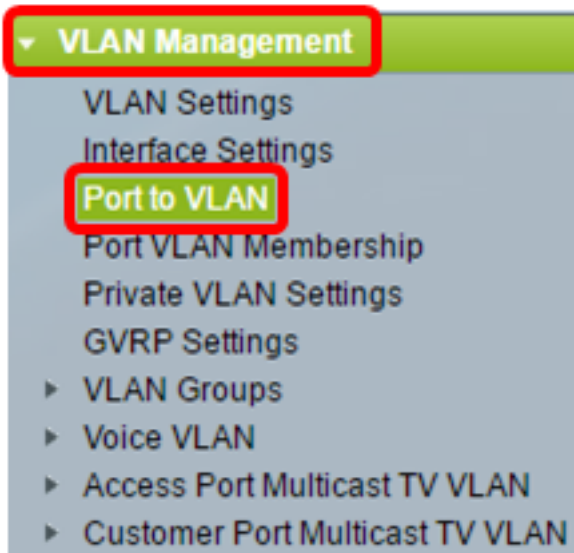 VLAN Management
VLAN Settings
Interface Settings
Port to VLAN
Port VLAN Membership
Private VLAN Settings
GVRP Settings
VLAN Groups
Voice VLAN
Access Port Multicast TV VLAN
Customer Port Multicast TV VLAN